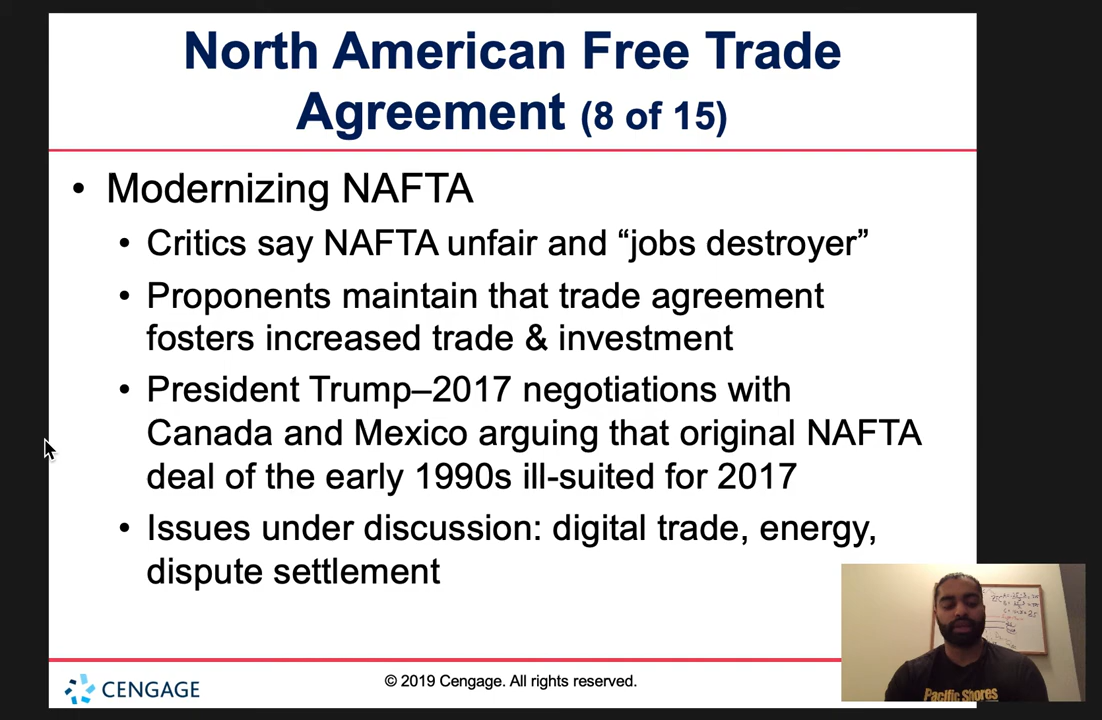 North American Free Trade
Agreement (8 of 15)
• Modernizing NAFTA
• Critics say NAFTA unfair and “jobs destroyer”
• Proponents maintain that trade agreement
fosters increased trade & investment
• President Trump–2017 negotiations with
Canada and Mexico arguing that original NAFTA
deal of the early 1990s ill-suited for 2017
• Issues under discussion: digital trade, energy,
dispute settlement
CENGAGE
© 2019 Cengage. All rights reserved.
Pacific Shores